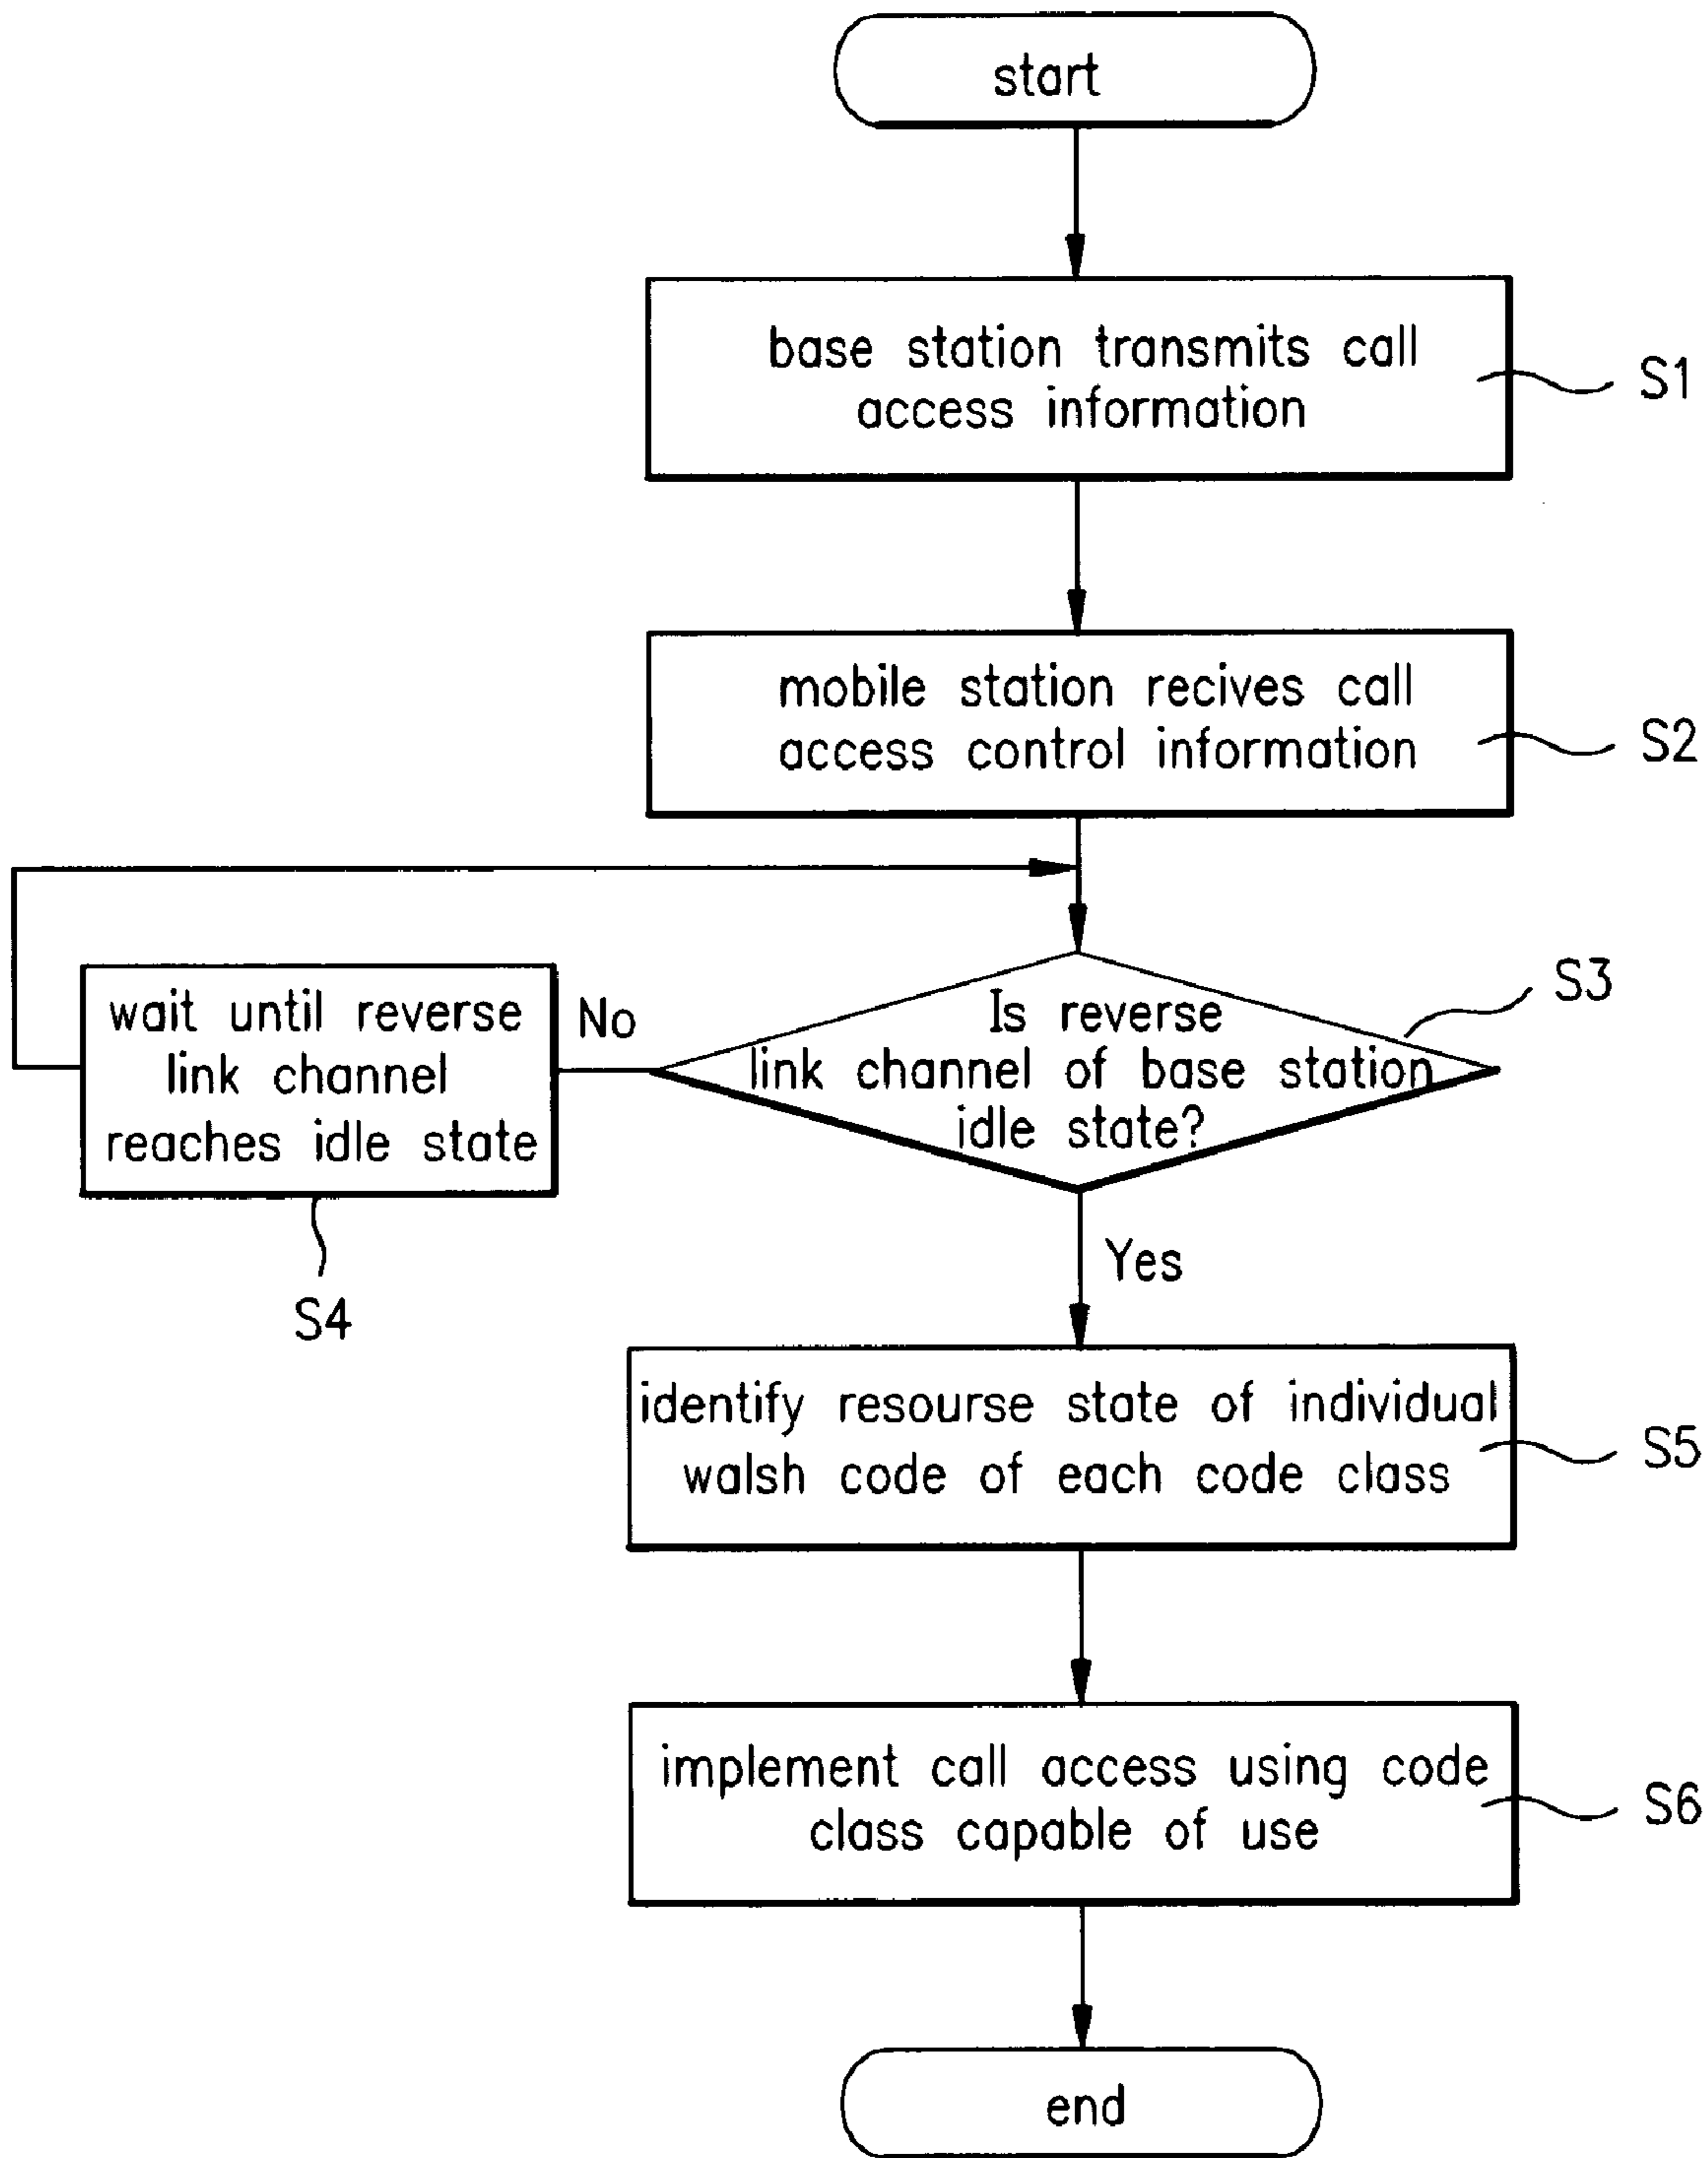 start
base station transmits call
access information
S1
mobile station recives call
access control information
S2
S3
Is reverse
link channel of base station
idle state?
No
wait until reverse
link channel
reaches idle state
S4
Yes
identify resourse state of individual
walsh code of each code class
S5
implement call access using code
class capable of use
S6
end